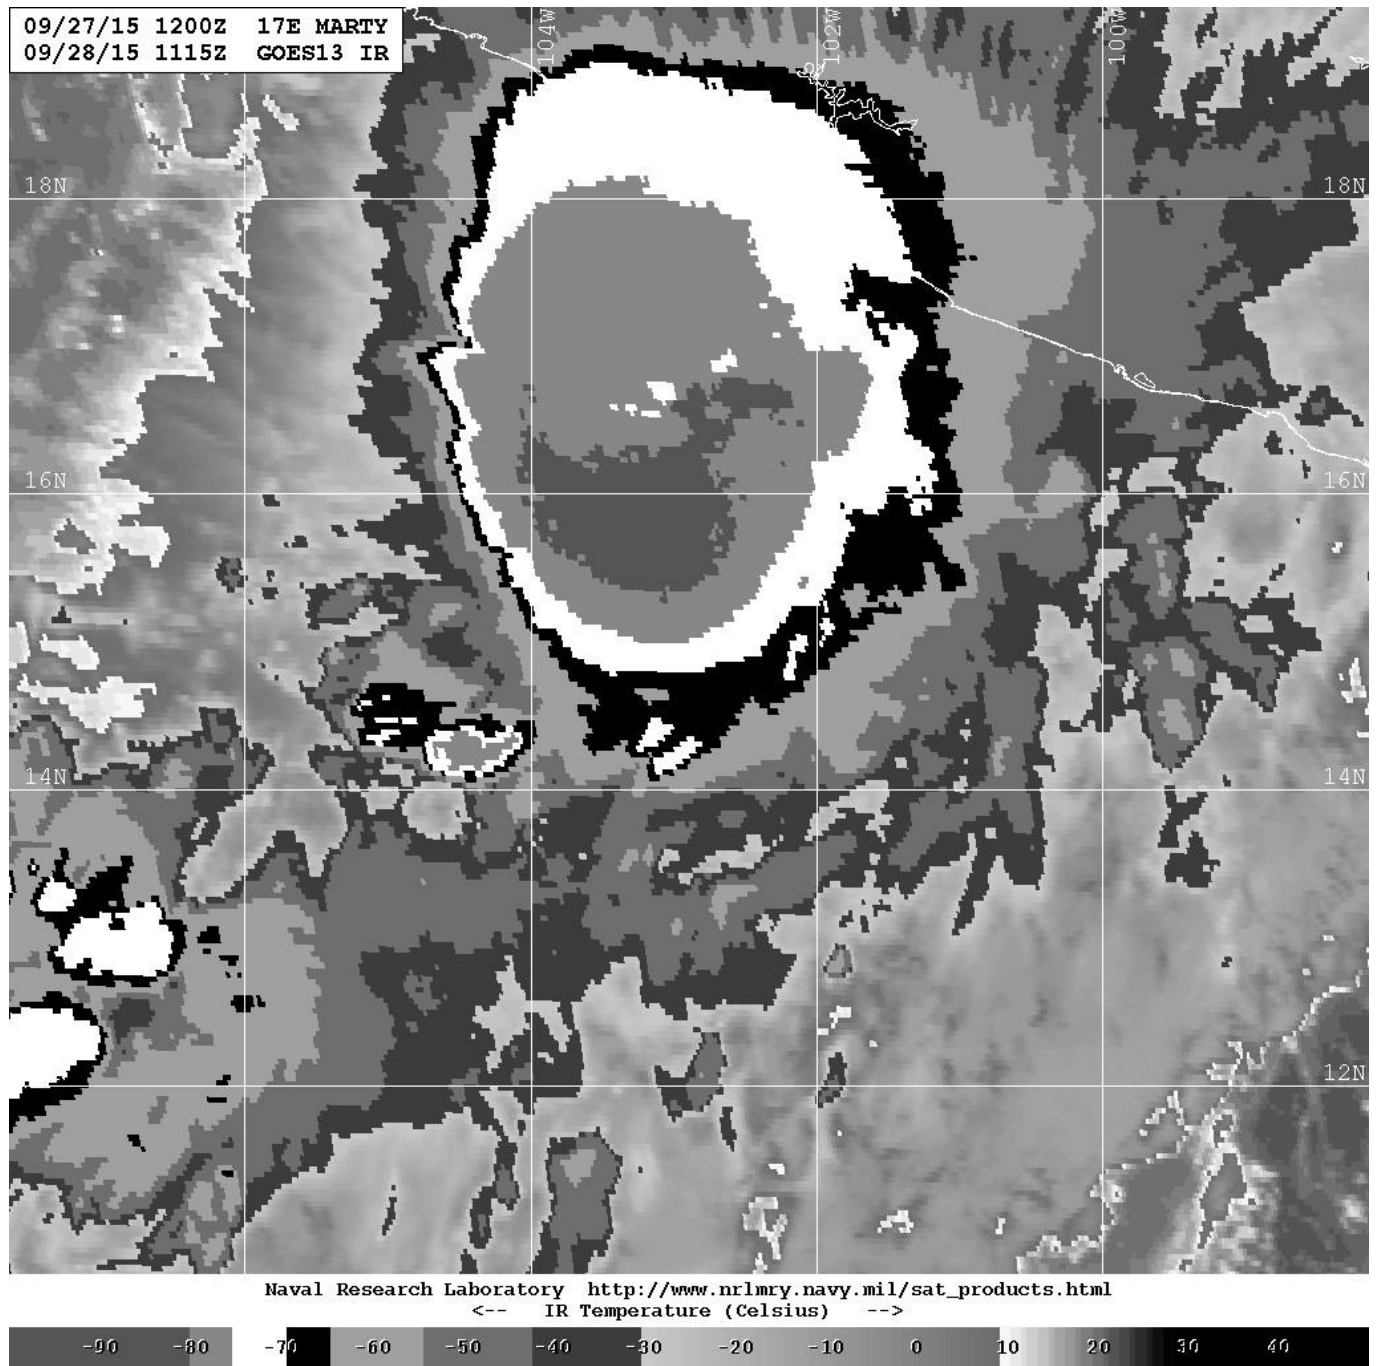 09/27/15 1200Z 17E MARTY
09/28/15 1115Z GOES13 IR
104W 102W 100W
18N 18N
16N 16N
14N 14N
12N
Naval Research Laboratory http://www.nrlmry.navy.mil/sat_products.html
<-- IR Temperature (Celsius) -->
-90 -80 -70 -60 -50 -40 -30 -20 -10 0 10 20 30 40